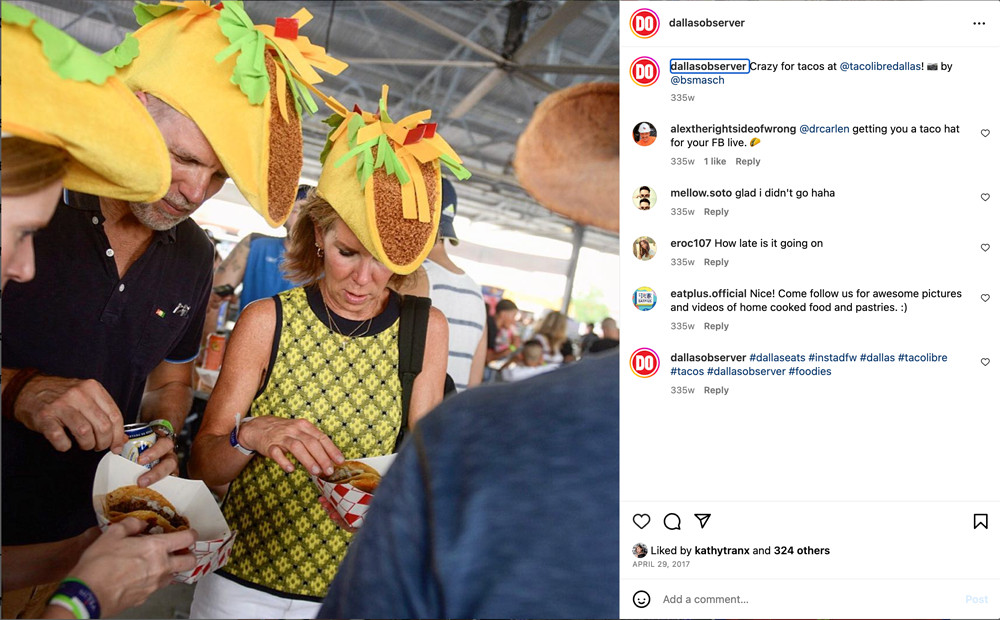 DO dallasobserver
DO dallasobserver Crazy for tacos at @tacolibredallas! 📷 by
@bsmasch
335w
alextherightsideofwrong @drcarlen getting you a taco hat
for your FB live. 🌮
335w 1 like Reply
mellow.soto glad i didn't go haha
335w Reply
eroc107 How late is it going on
335w Reply
eatplus.official Nice! Come follow us for awesome pictures
and videos of home cooked food and pastries. :)
335w Reply
DO dallasobserver #dallaseats #instadfw #dallas #tacolibre
#tacos #dallasobserver #foodies
335w Reply
Liked by kathytranx and 324 others
APRIL 29, 2017
Add a comment... Post